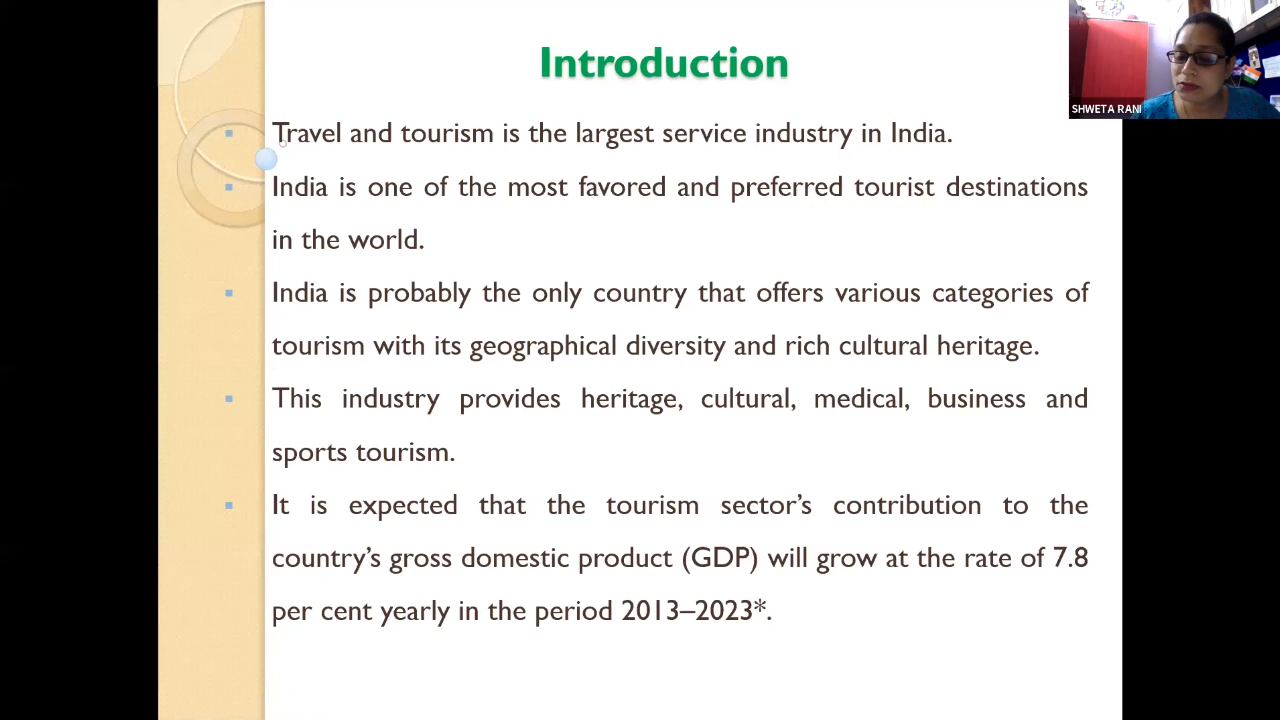 Introduction
SHWETA RANI
Travel and tourism is the largest service industry in India.
India is one of the most favored and preferred tourist destinations
in the world.
India is probably the only country that offers various categories of
tourism with its geographical diversity and rich cultural heritage.
This industry provides heritage, cultural, medical, business and
sports tourism.
It is expected that the tourism sector’s contribution to the
country’s gross domestic product (GDP) will grow at the rate of 7.8
per cent yearly in the period 2013–2023*.